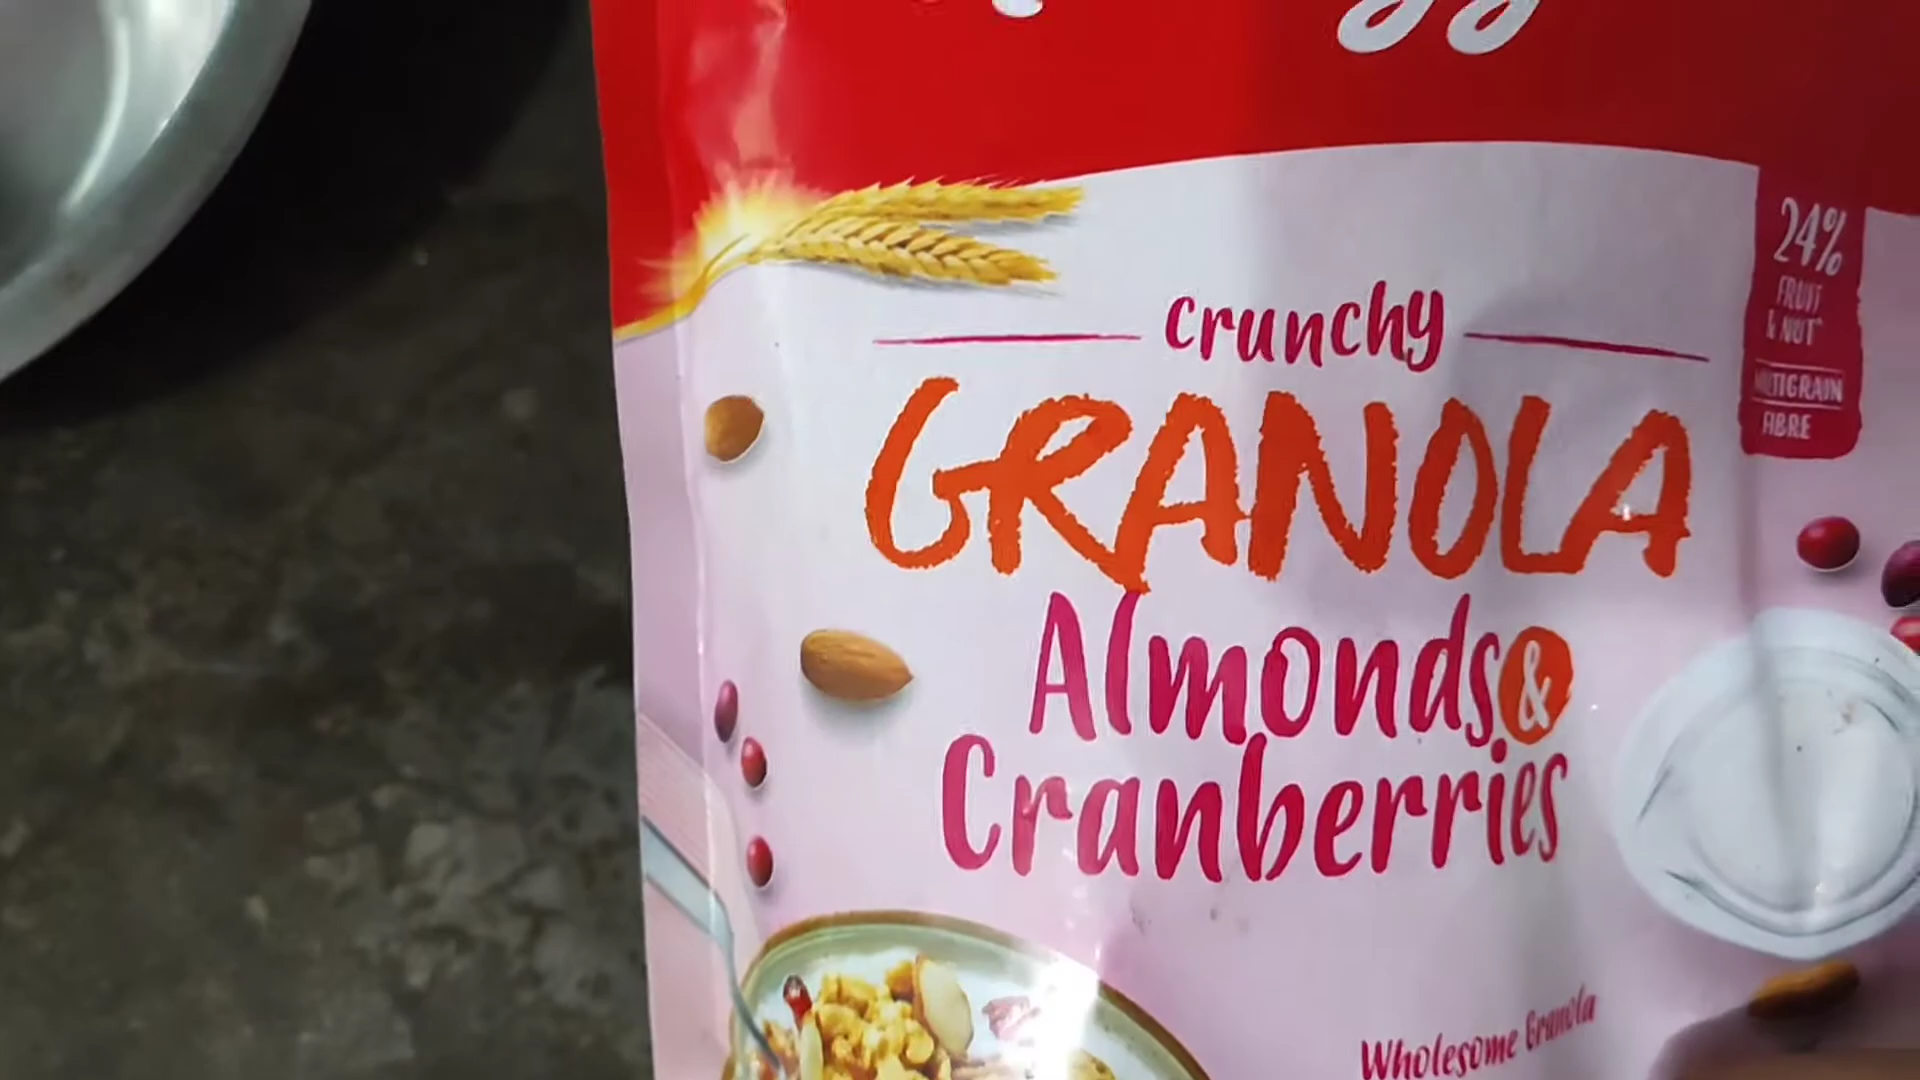 crunchy
GRANOLA
Almonds &
Cranberries
24%
FRUIT
& NUT*
MULTIGRAIN
FIBRE
Wholesome Granola